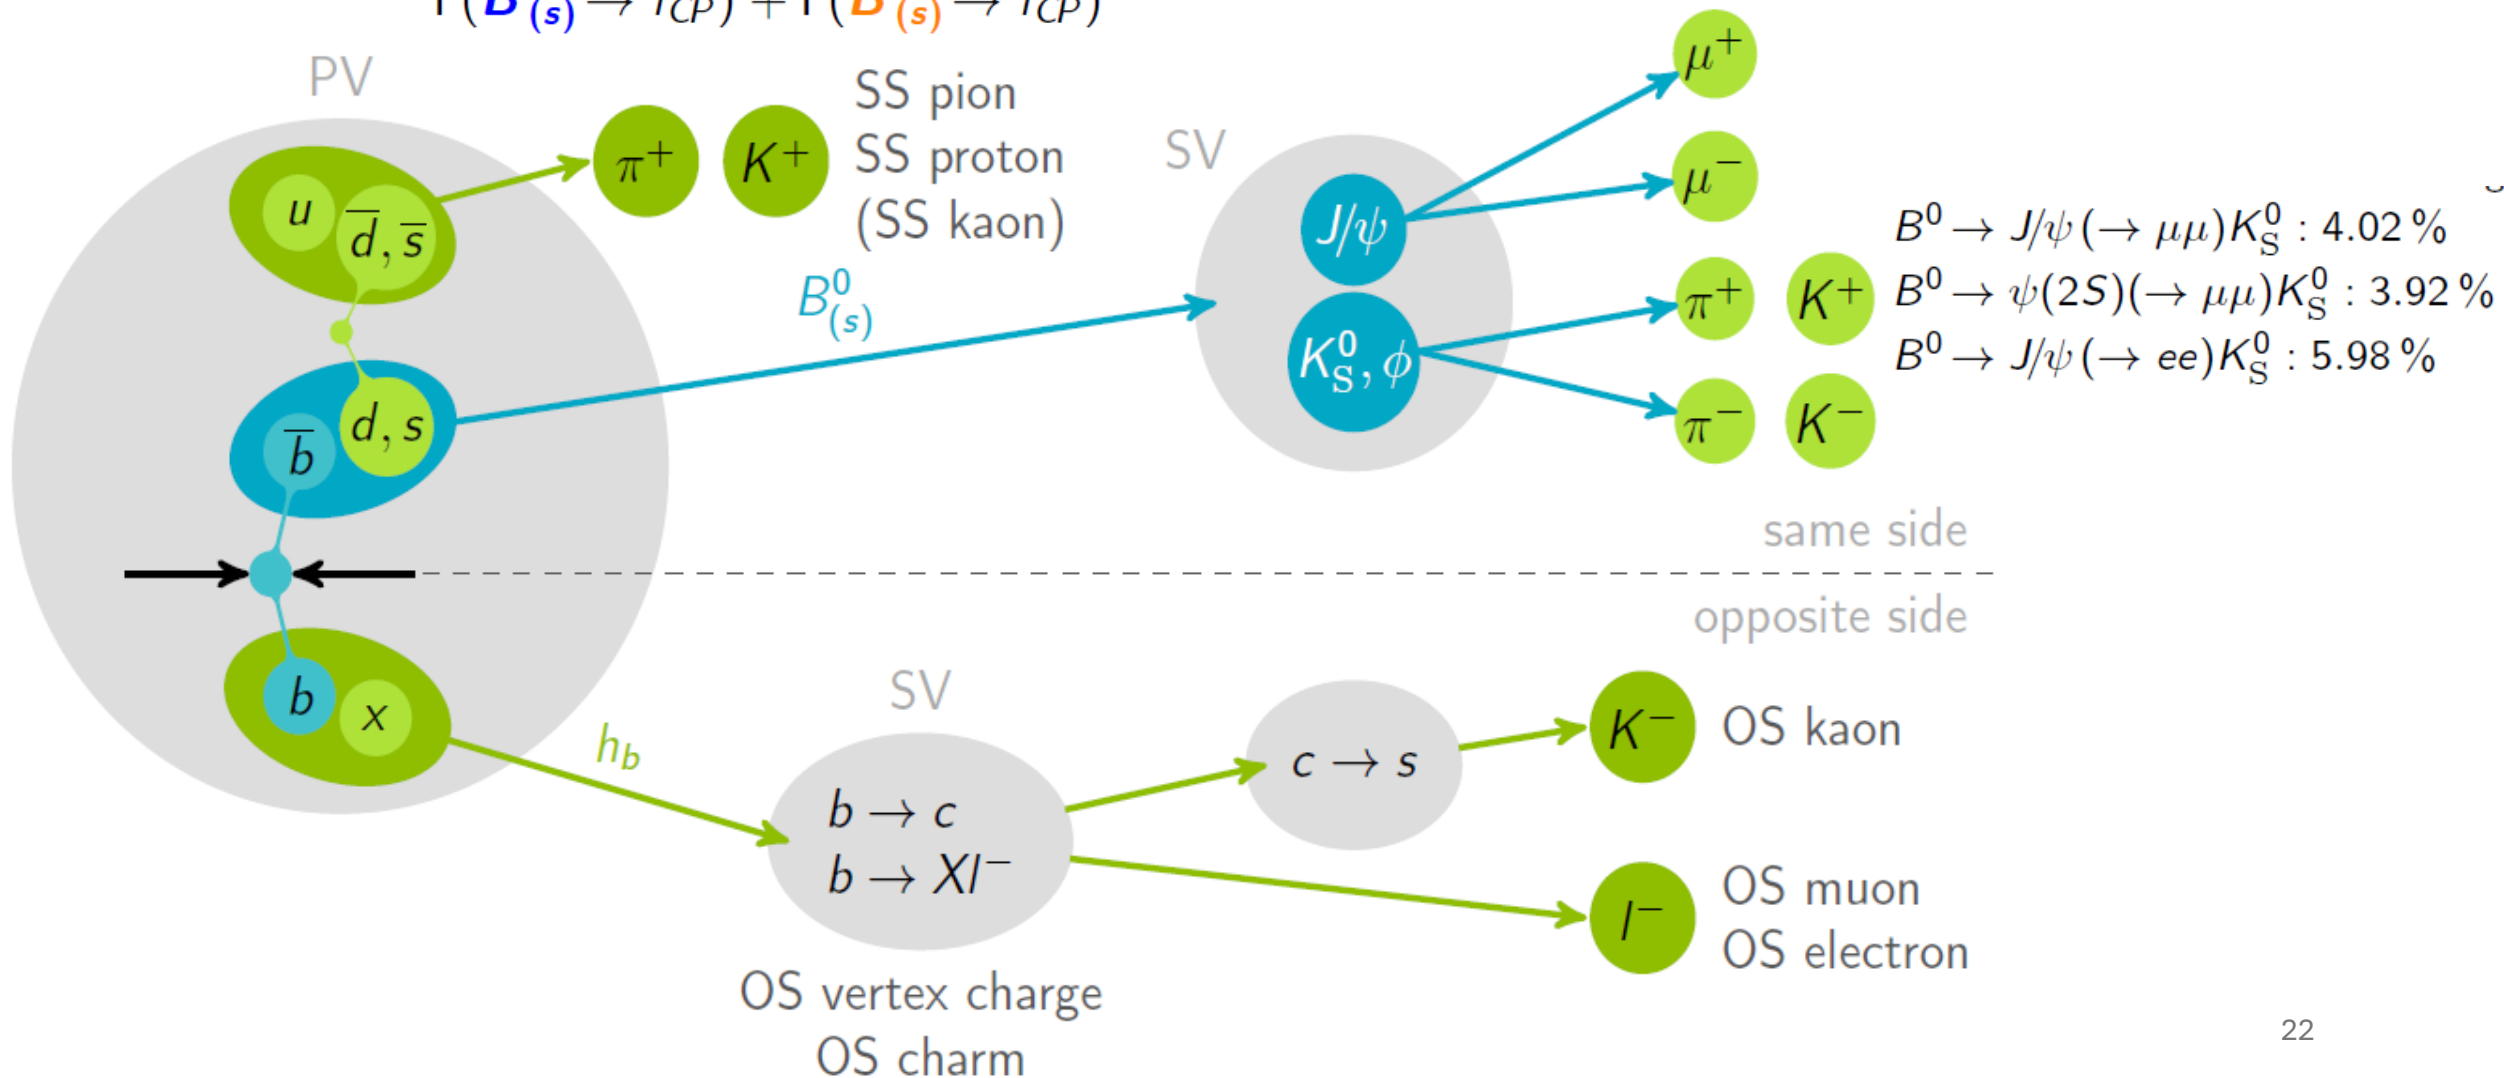 Γ(B(s) → fCP) + Γ(B(s) → fCP)
PV
SS pion
SS proton
(SS kaon)
π⁺ K⁺
u
d̅, s̅
B⁰(s)
d, s
b̅
SV
J/ψ
K⁰S, ϕ
μ⁺
μ⁻
π⁺ K⁺
π⁻ K⁻
B⁰ → J/ψ (→ μμ)K⁰S : 4.02 %
B⁰ → ψ(2S)(→ μμ)K⁰S : 3.92 %
B⁰ → J/ψ (→ ee)K⁰S : 5.98 %
same side
opposite side
b
x
hb
SV
b → c
b → Xl⁻
OS vertex charge
OS charm
c → s
K⁻
OS kaon
l⁻
OS muon
OS electron
22